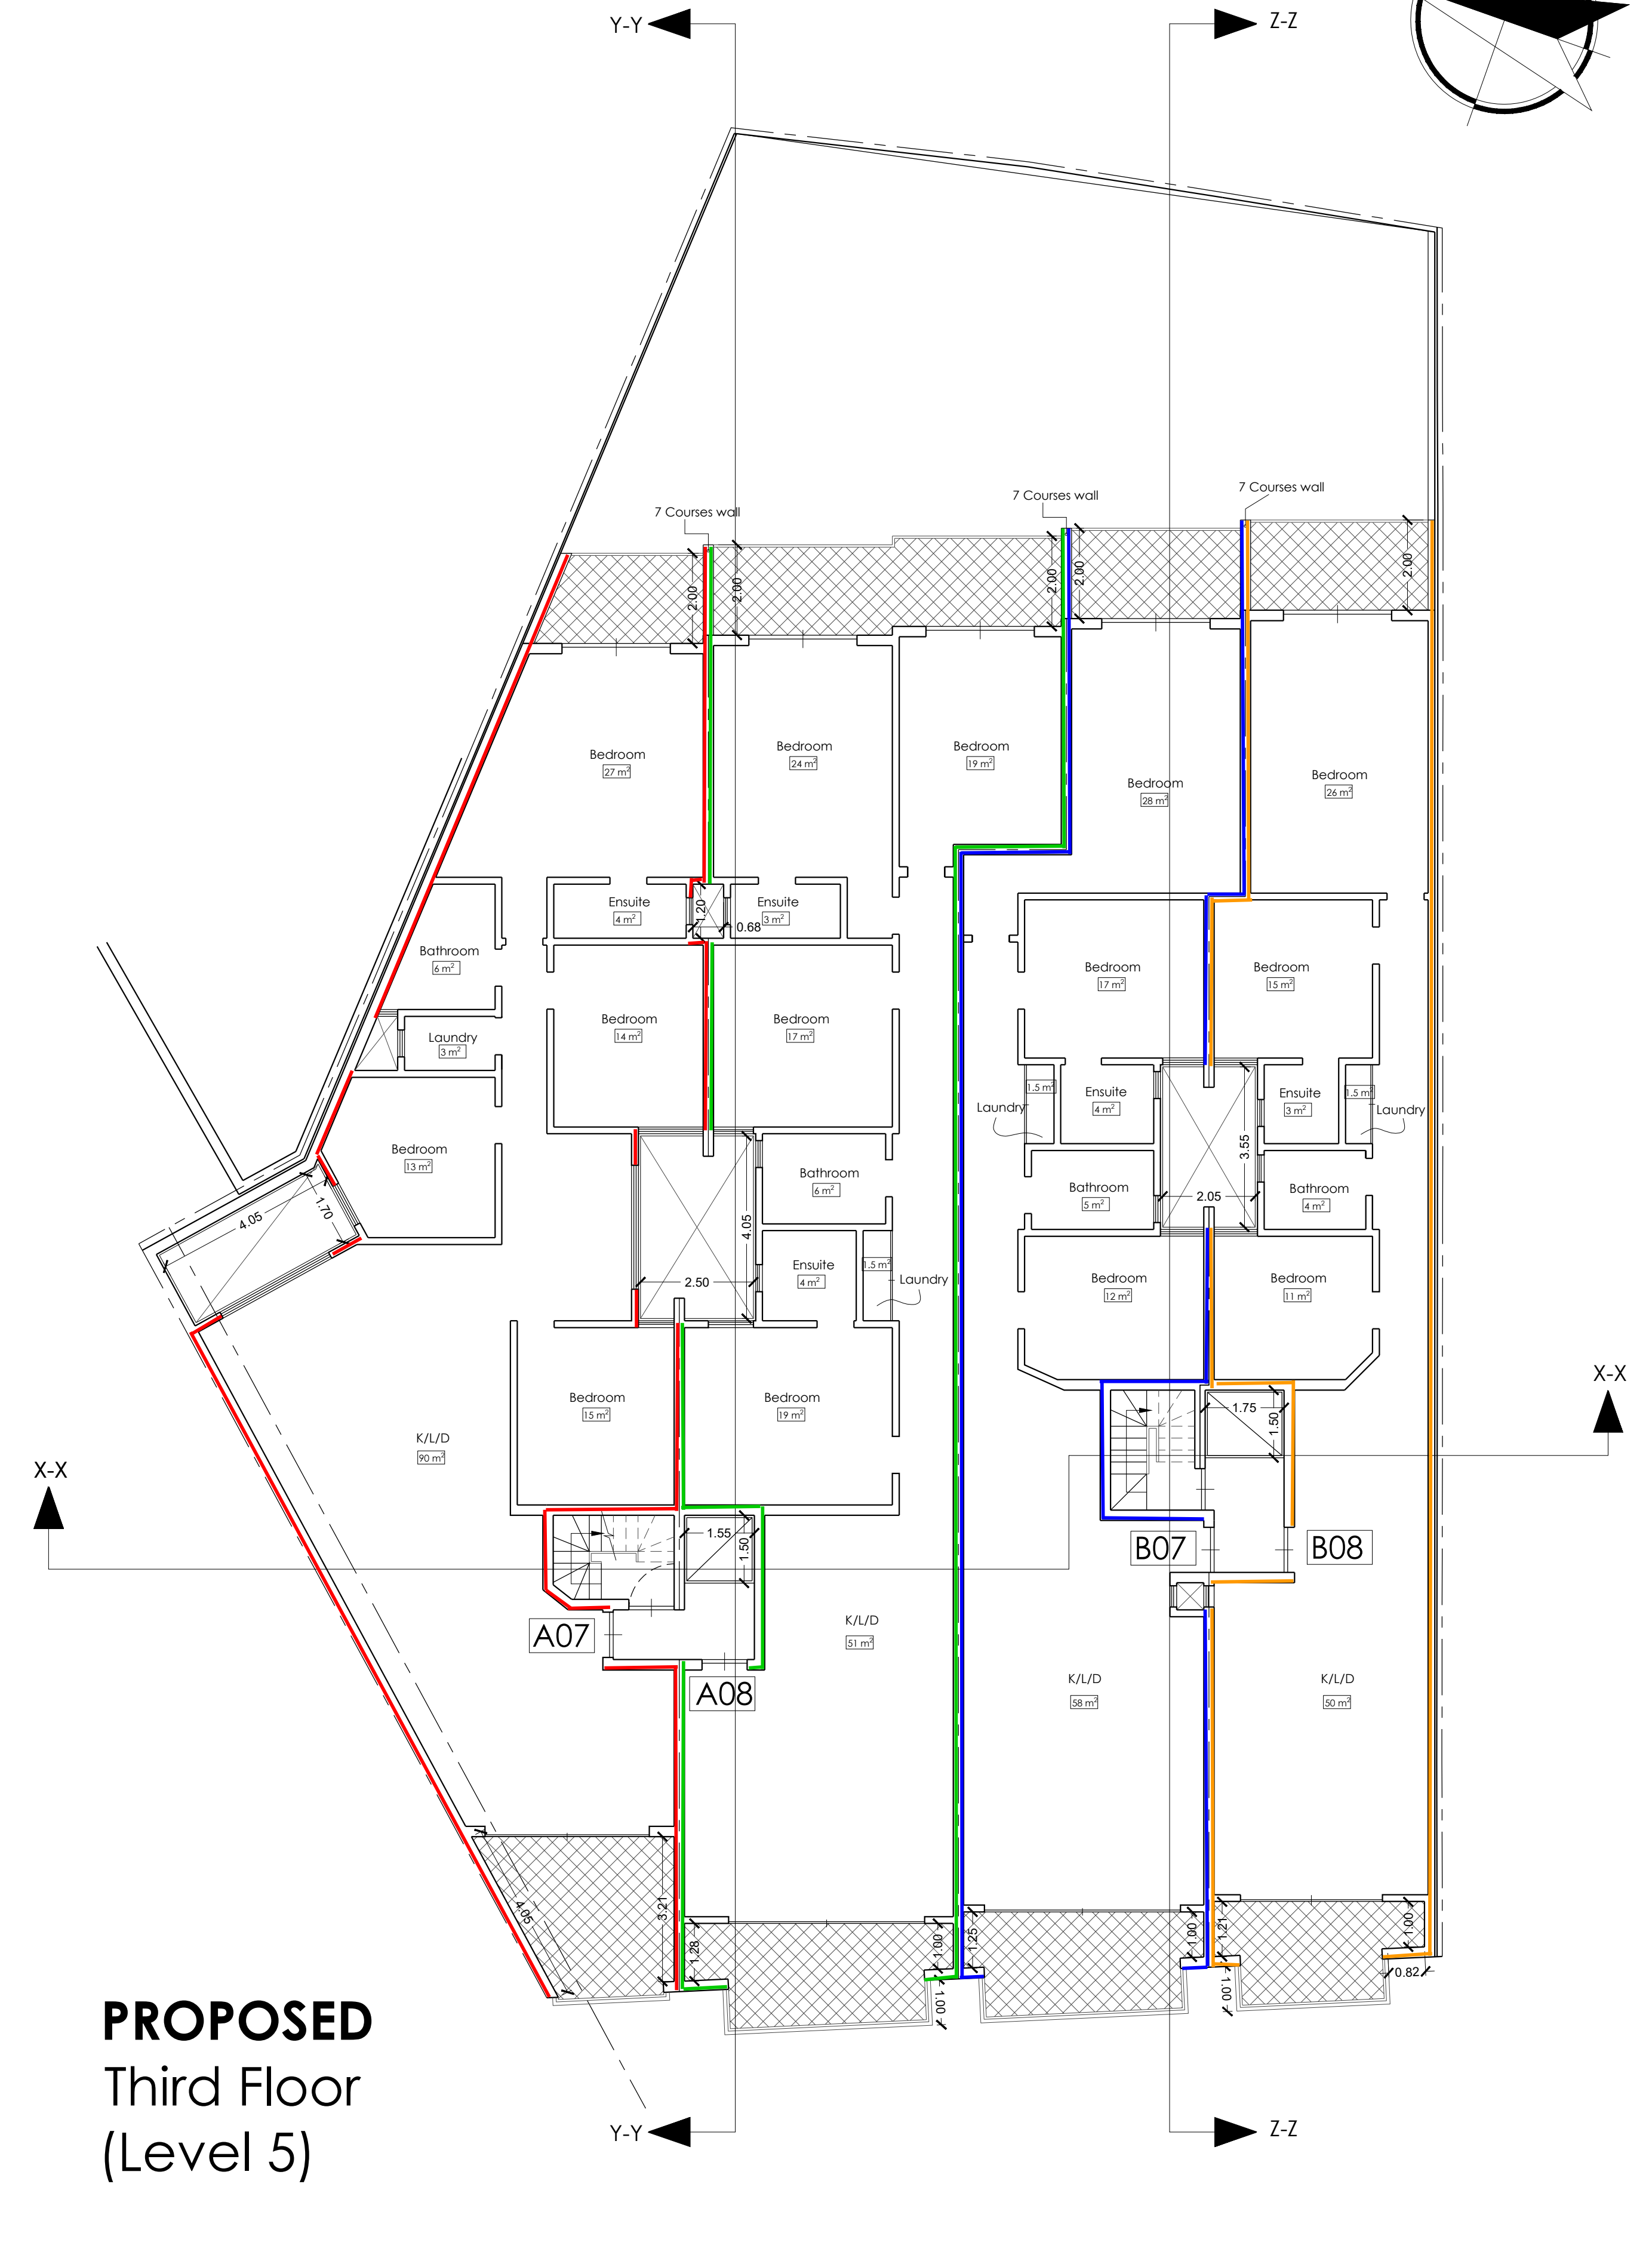 Y-Y
Z-Z
7 Courses wall
7 Courses wall
7 Courses wall
2.00
2.00
2.00
2.00
2.00
Bedroom
27 m²
Bedroom
24 m²
Bedroom
19 m²
Bedroom
28 m²
Bedroom
26 m²
Ensuite
4 m²
1.20
0.68
Ensuite
3 m²
Bathroom
6 m²
Bedroom
14 m²
Bedroom
17 m²
Bedroom
17 m²
Bedroom
15 m²
Laundry
3 m²
1.5 m²
Laundry
Ensuite
4 m²
3.55
2.05
Ensuite
3 m²
1.5 m²
Laundry
Bedroom
13 m²
4.05
1.70
4.05
2.50
Bathroom
6 m²
Bathroom
5 m²
Bathroom
4 m²
Ensuite
4 m²
1.5 m²
Laundry
Bedroom
12 m²
Bedroom
11 m²
Bedroom
15 m²
Bedroom
19 m²
K/L/D
90 m²
1.75
1.50
X-X
X-X
1.55
1.50
B07
B08
A07
A08
K/L/D
51 m²
K/L/D
58 m²
K/L/D
50 m²
4.05
3.21
1.28
1.00
1.00
1.25
1.00
1.21
1.00
1.00
0.82
PROPOSED
Third Floor
(Level 5)
Y-Y
Z-Z